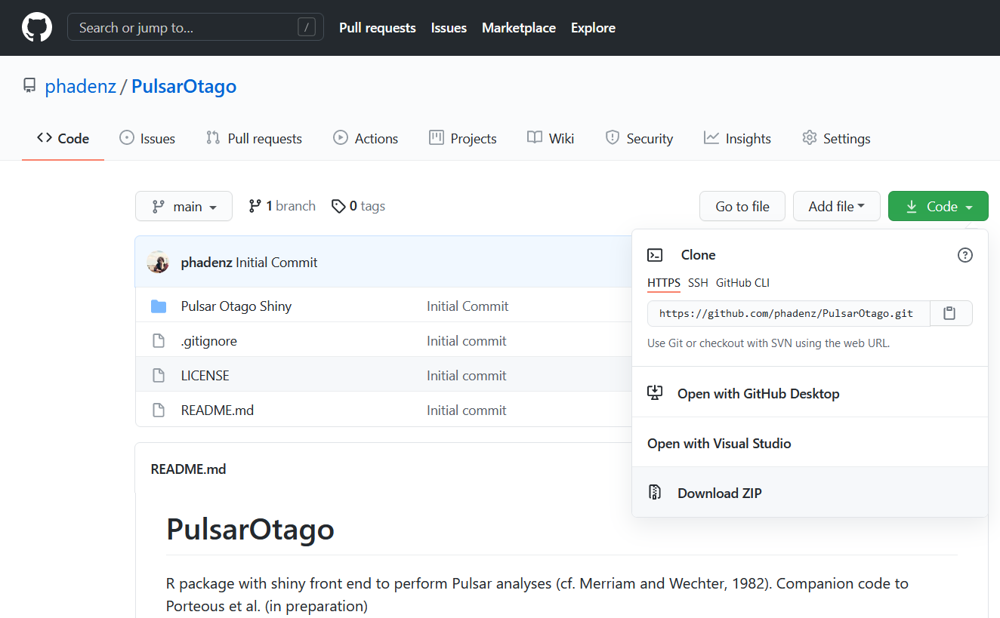 Search or jump to... /
Pull requests Issues Marketplace Explore
phadenz / PulsarOtago
Code Issues Pull requests Actions Projects Wiki Security Insights Settings
main 1 branch 0 tags Go to file Add file Code
phadenz Initial Commit
Pulsar Otago Shiny Initial Commit
.gitignore Initial commit
LICENSE Initial commit
README.md Initial commit
Clone
HTTPS SSH GitHub CLI
https://github.com/phadenz/PulsarOtago.git
Use Git or checkout with SVN using the web URL.
Open with GitHub Desktop
Open with Visual Studio
Download ZIP
README.md
PulsarOtago
R package with shiny front end to perform Pulsar analyses (cf. Merriam and Wechter, 1982). Companion code to
Porteous et al. (in preparation)